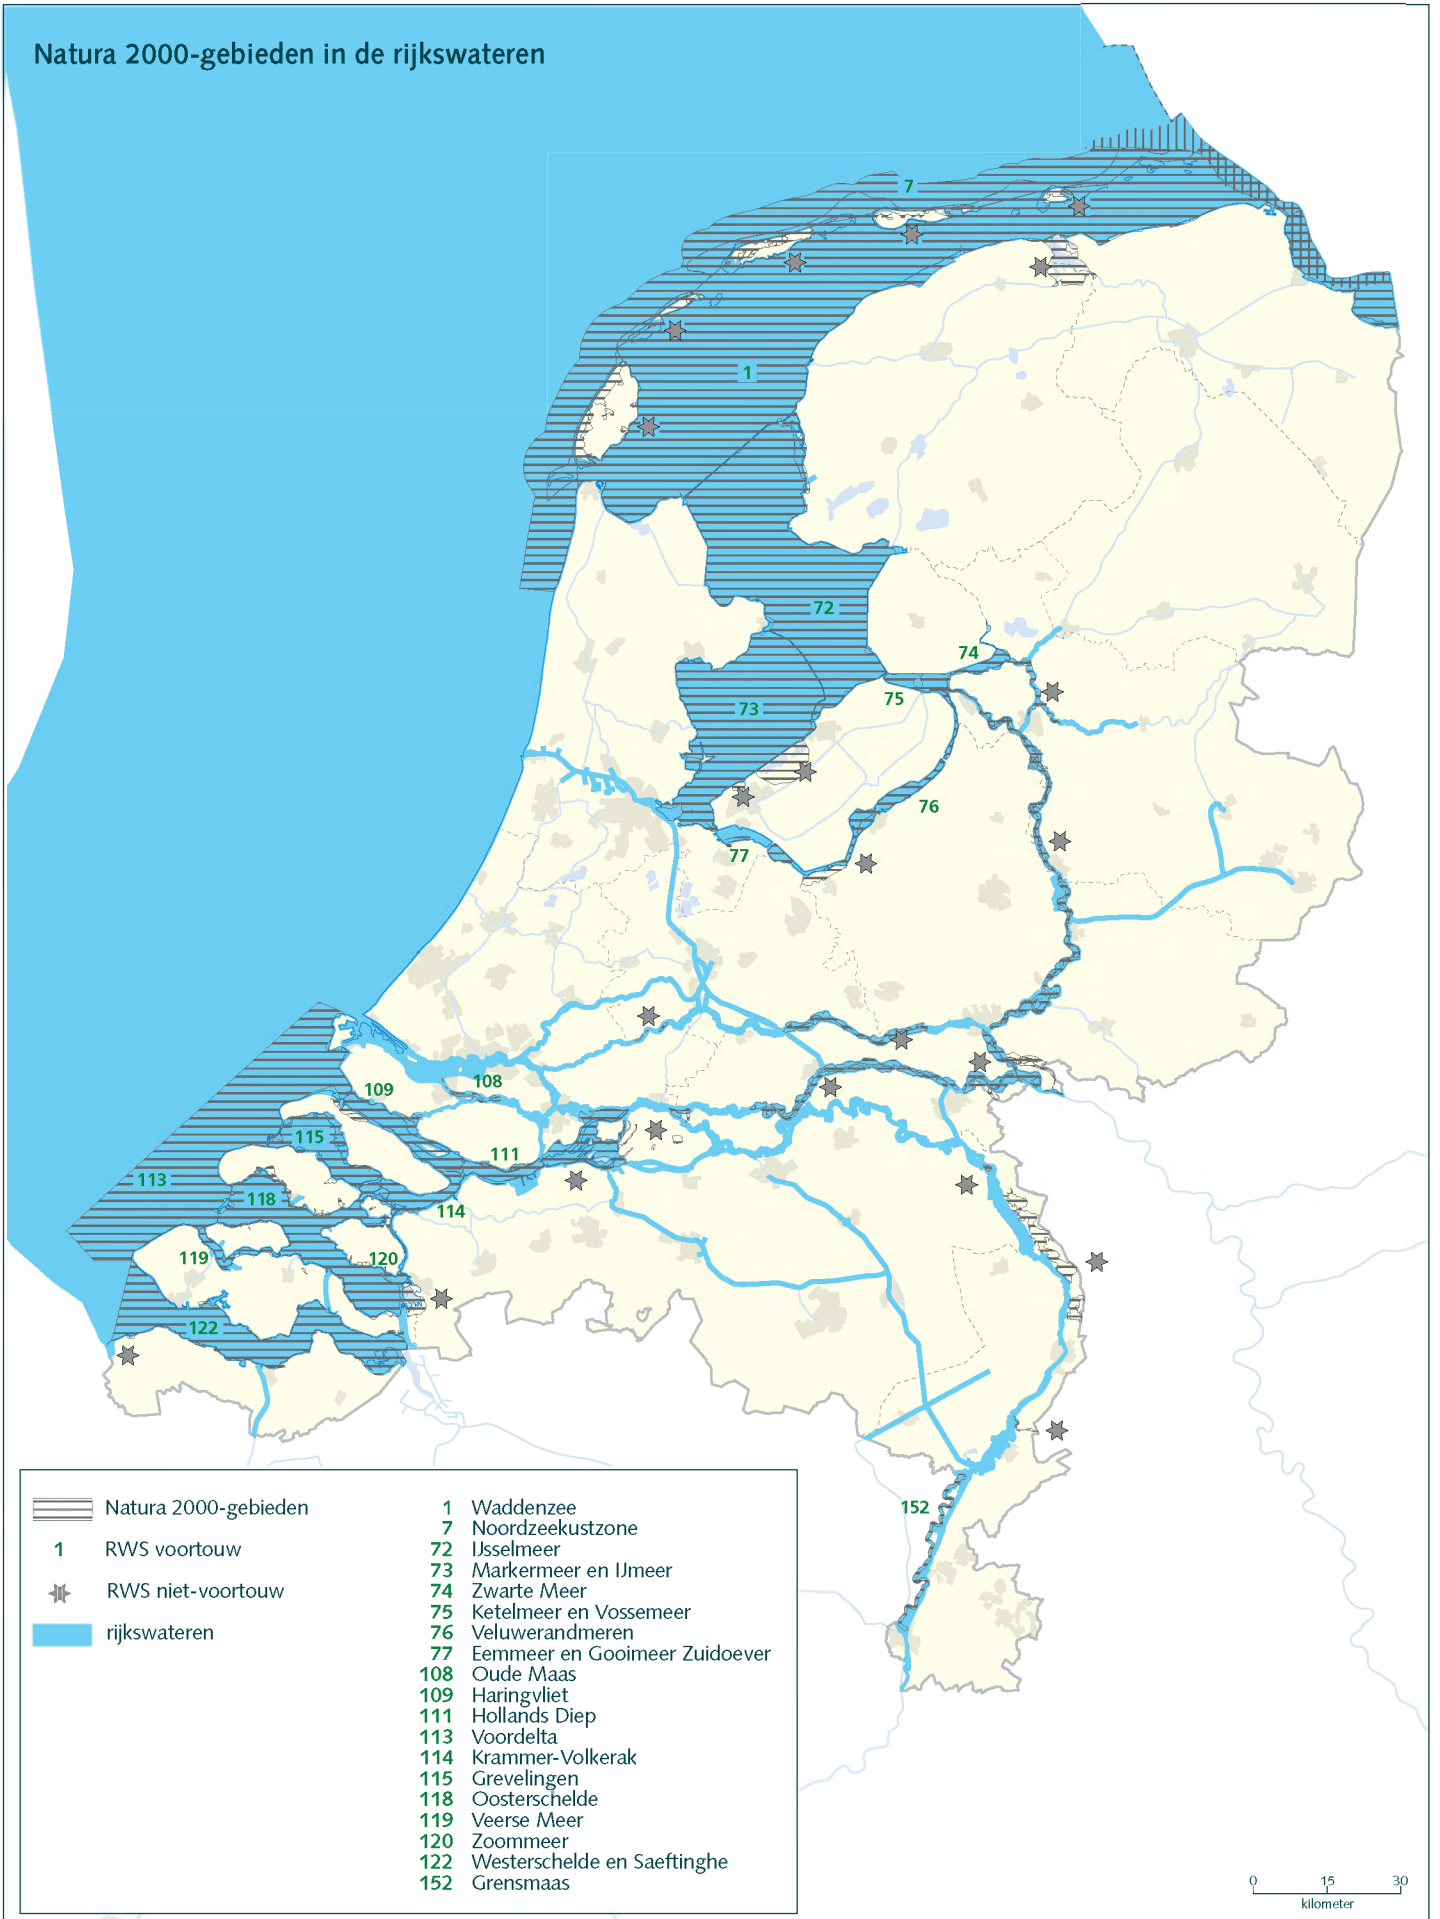 Natura 2000-gebieden in de rijkswateren
7
1
72
74
75
73
76
77
108
109
115
111
113
118
114
119
120
122
152
Natura 2000-gebieden
1 RWS voortouw
RWS niet-voortouw
rijkswateren
1 Waddenzee
7 Noordzeekustzone
72 IJsselmeer
73 Markermeer en IJmeer
74 Zwarte Meer
75 Ketelmeer en Vossemeer
76 Veluwerandmeren
77 Eemmeer en Gooimeer Zuidoever
108 Oude Maas
109 Haringvliet
111 Hollands Diep
113 Voordelta
114 Krammer-Volkerak
115 Grevelingen
118 Oosterschelde
119 Veerse Meer
120 Zoommeer
122 Westerschelde en Saeftinghe
152 Grensmaas
0 15 30
kilometer